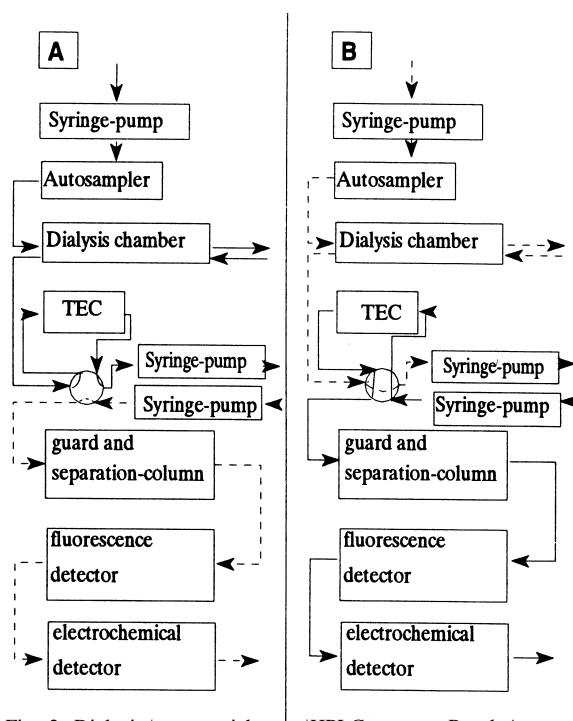 A
Syringe-pump
Autosampler
Dialysis chamber
TEC
Syringe-pump
Syringe-pump
guard and
separation-column
fluorescence
detector
electrochemical
detector
B
Syringe-pump
Autosampler
Dialysis chamber
TEC
Syringe-pump
Syringe-pump
guard and
separation-column
fluorescence
detector
electrochemical
detector